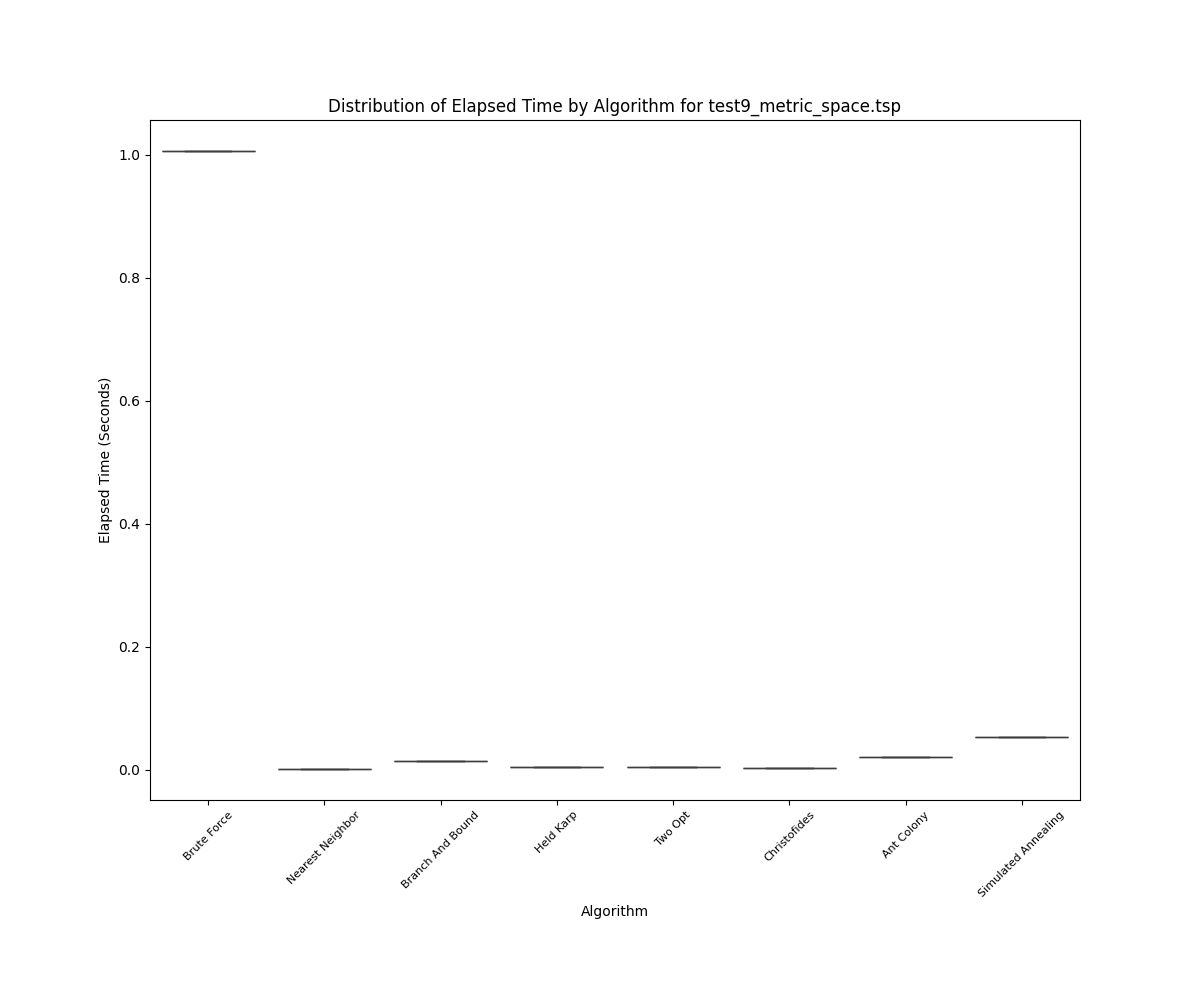 Distribution of Elapsed Time by Algorithm for test9_metric_space.tsp
Elapsed Time (Seconds)
1.0
0.8
0.6
0.4
0.2
0.0
Brute Force
Nearest Neighbor
Branch And Bound
Held Karp
Two Opt
Christofides
Ant Colony
Simulated Annealing
Algorithm